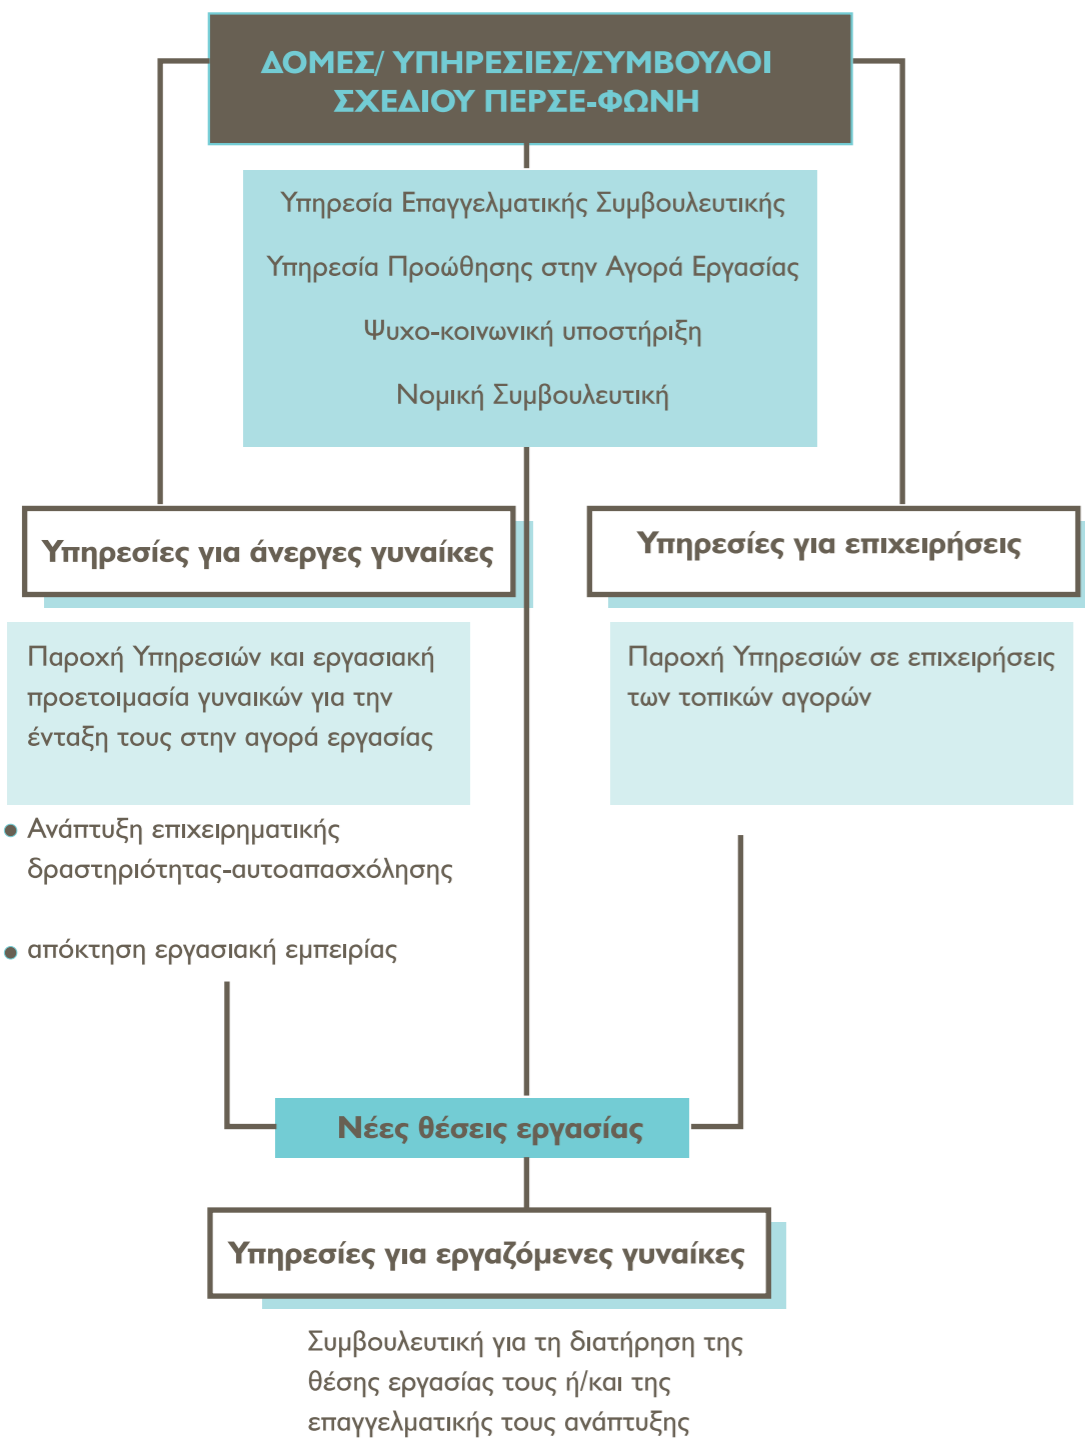 ΔΟΜΕΣ/ ΥΠΗΡΕΣΙΕΣ/ΣΥΜΒΟΥΛΟΙ
ΣΧΕΔΙΟΥ ΠΕΡΣΕ-ΦΩΝΗ
Υπηρεσία Επαγγελματικής Συμβουλευτικής
Υπηρεσία Προώθησης στην Αγορά Εργασίας
Ψυχο-κοινωνική υποστήριξη
Νομική Συμβουλευτική
Υπηρεσίες για άνεργες γυναίκες
Παροχή Υπηρεσιών και εργασιακή
προετοιμασία γυναικών για την
ένταξη τους στην αγορά εργασίας
Ανάπτυξη επιχειρηματικής
δραστηριότητας-αυτοαπασχόλησης
απόκτηση εργασιακή εμπειρίας
Υπηρεσίες για επιχειρήσεις
Παροχή Υπηρεσιών σε επιχειρήσεις
των τοπικών αγορών
Νέες θέσεις εργασίας
Υπηρεσίες για εργαζόμενες γυναίκες
Συμβουλευτική για τη διατήρηση της
θέσης εργασίας τους ή/και της
επαγγελματικής τους ανάπτυξης